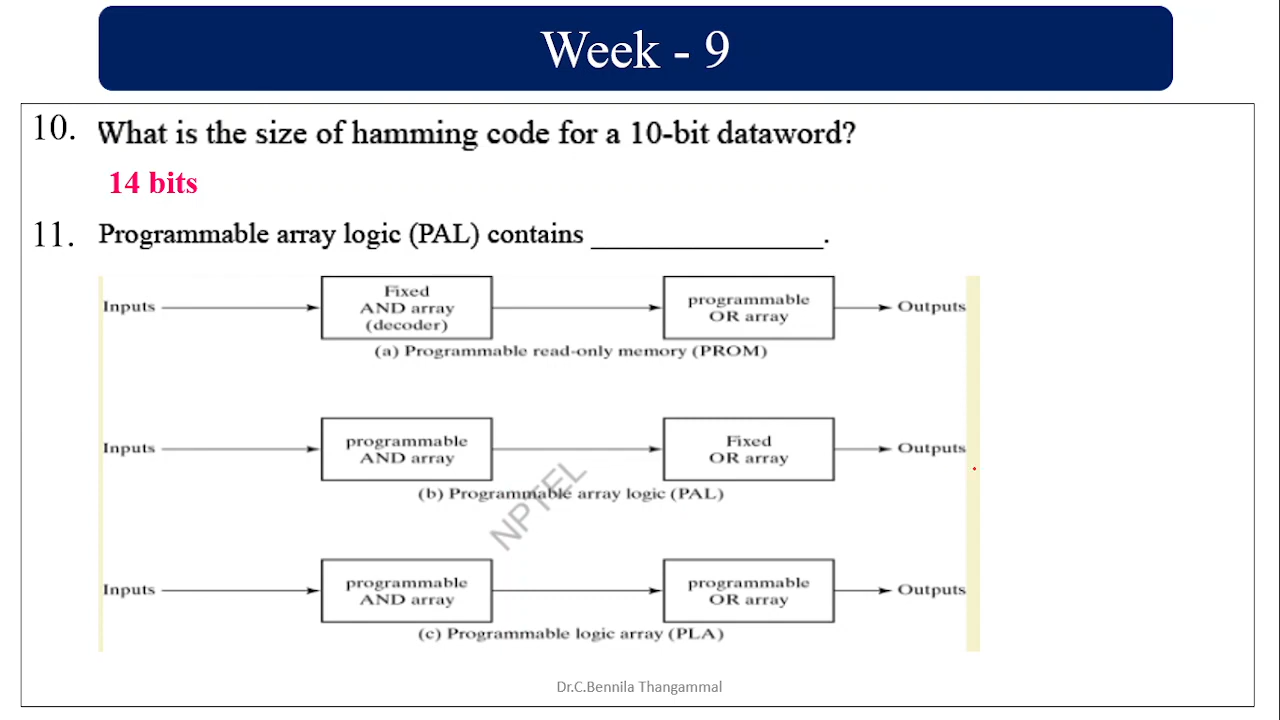 Week - 9
10. What is the size of hamming code for a 10-bit dataword?
14 bits
11. Programmable array logic (PAL) contains _________________.
Inputs
Fixed
AND array
(decoder)
programmable
OR array
Outputs
(a) Programmable read-only memory (PROM)
Inputs
programmable
AND array
Fixed
OR array
Outputs
(b) Programmable array logic (PAL)
NPTEL
Inputs
programmable
AND array
programmable
OR array
Outputs
(c) Programmable logic array (PLA)
Dr.C.Bennila Thangammal